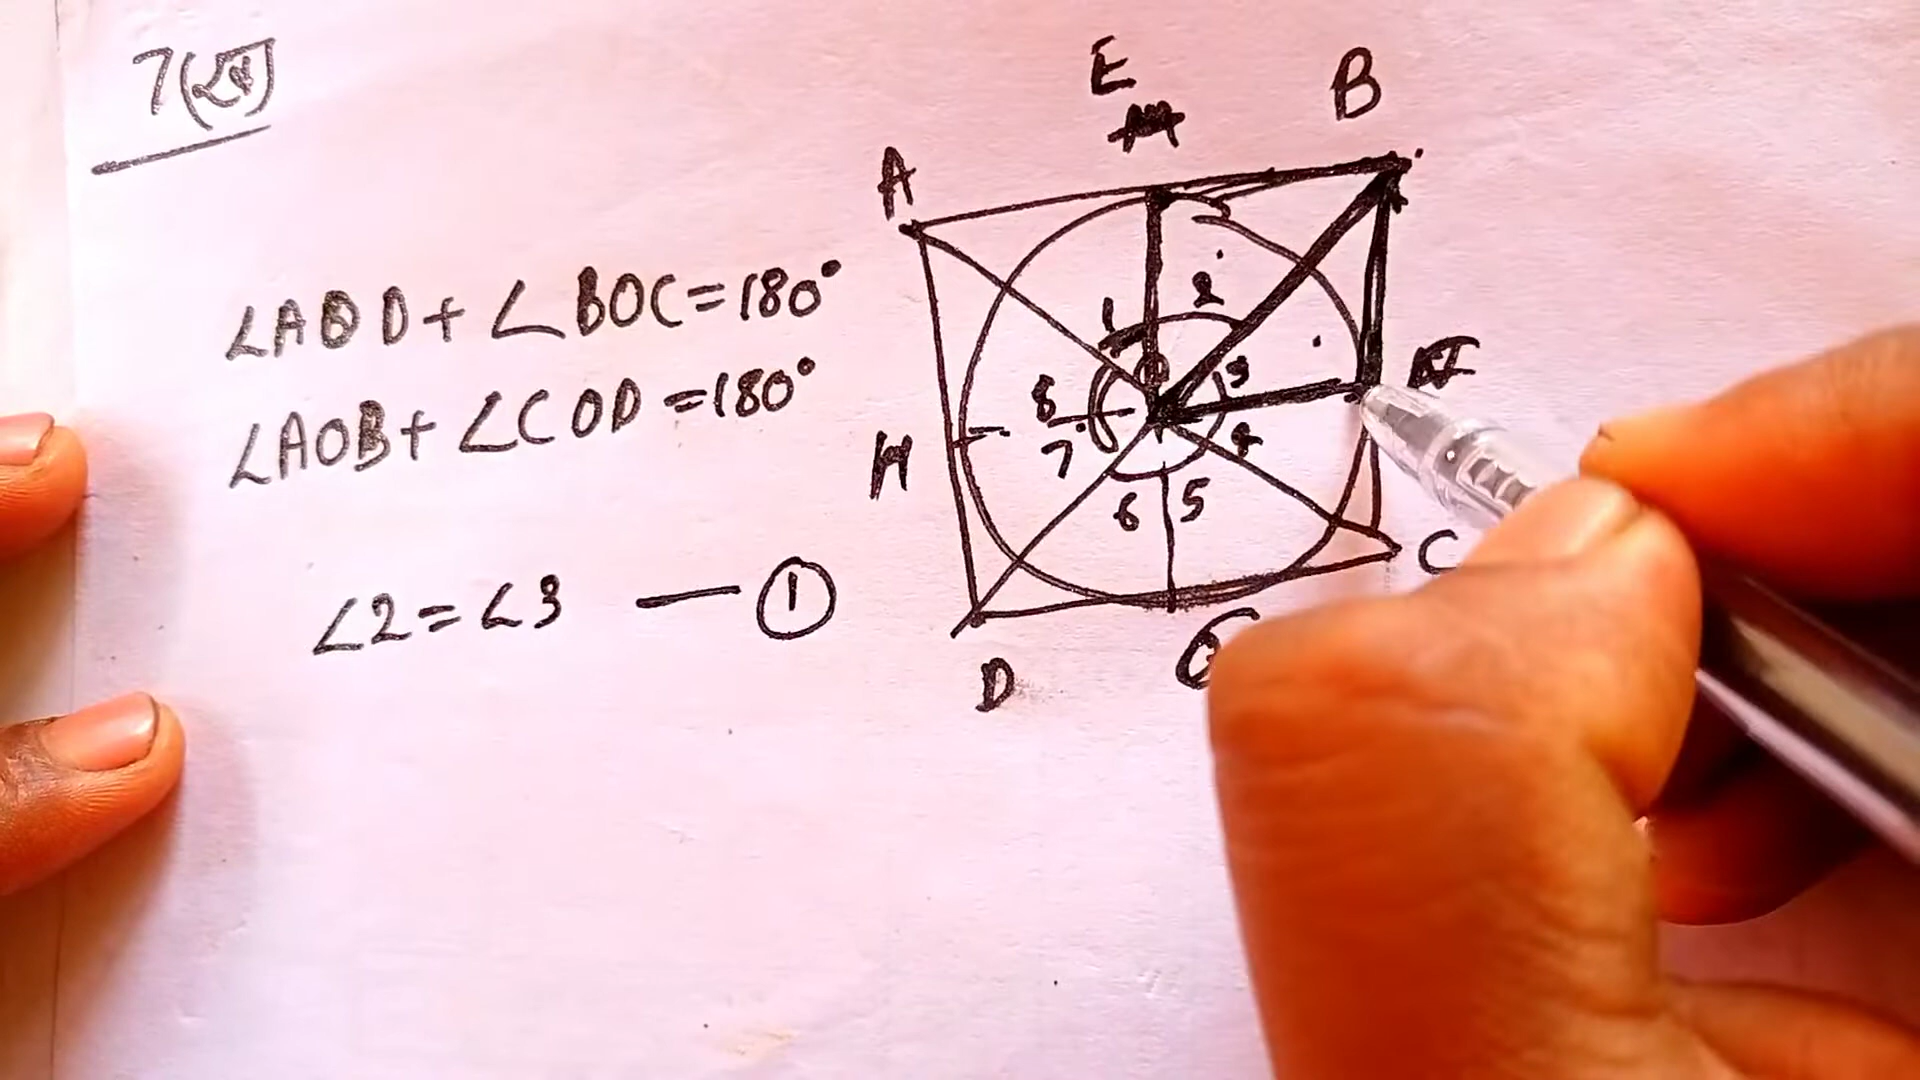 7(ख)
E
B
A
∠AOD + ∠BOC = 180°
1
2
3
∠AOB + ∠COD = 180°
8
4
H
7
6 5
C
∠2 = ∠3 — ①
G
D